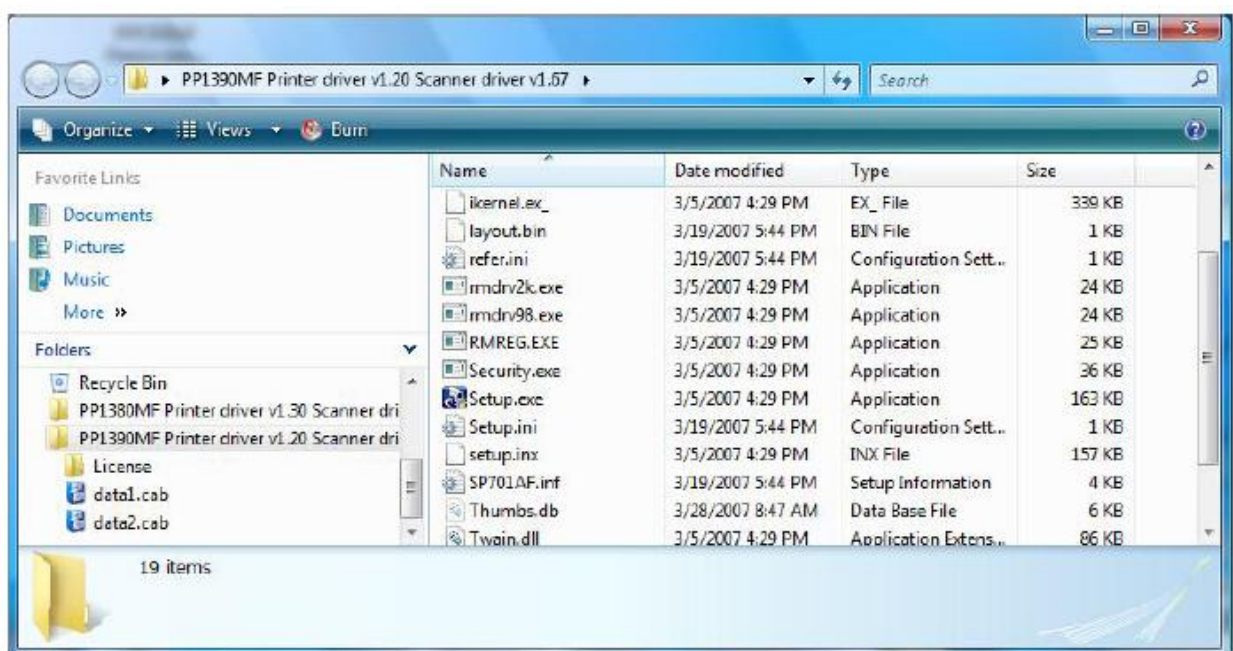 PP1390MF Printer driver v1.20 Scanner driver v1.67
Search
Organize Views Burn
Favorite Links
Documents
Pictures
Music
More »
Folders
Recycle Bin
PP1380MF Printer driver v1.30 Scanner dri
PP1390MF Printer driver v1.20 Scanner dri
License
data1.cab
data2.cab
Name Date modified Type Size
ikernel.ex_ 3/5/2007 4:29 PM EX_ File 339 KB
layout.bin 3/19/2007 5:44 PM BIN File 1 KB
refer.ini 3/19/2007 5:44 PM Configuration Sett... 1 KB
rmdrv2k.exe 3/5/2007 4:29 PM Application 24 KB
rmdrv98.exe 3/5/2007 4:29 PM Application 24 KB
RMREG.EXE 3/5/2007 4:29 PM Application 25 KB
Security.exe 3/5/2007 4:29 PM Application 36 KB
Setup.exe 3/5/2007 4:29 PM Application 163 KB
Setup.ini 3/19/2007 5:44 PM Configuration Sett... 1 KB
setup.inx 3/5/2007 4:29 PM INX File 157 KB
SP701AF.inf 3/19/2007 5:44 PM Setup Information 4 KB
Thumbs.db 3/28/2007 8:47 AM Data Base File 6 KB
Twain.dll 3/5/2007 4:29 PM Application Extens... 86 KB
19 items